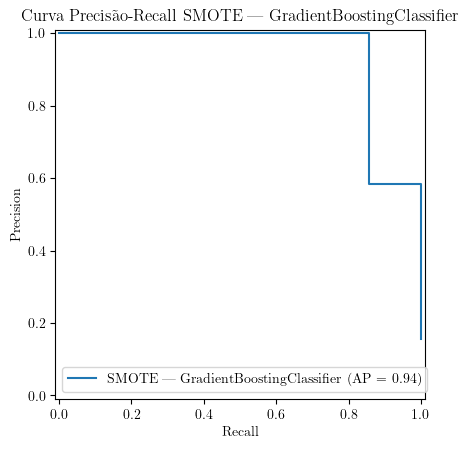 Curva Precisão-Recall SMOTE — GradientBoostingClassifier
1.0
0.8
0.6
0.4
0.2
0.0
Precision
SMOTE — GradientBoostingClassifier (AP = 0.94)
0.0 0.2 0.4 0.6 0.8 1.0
Recall